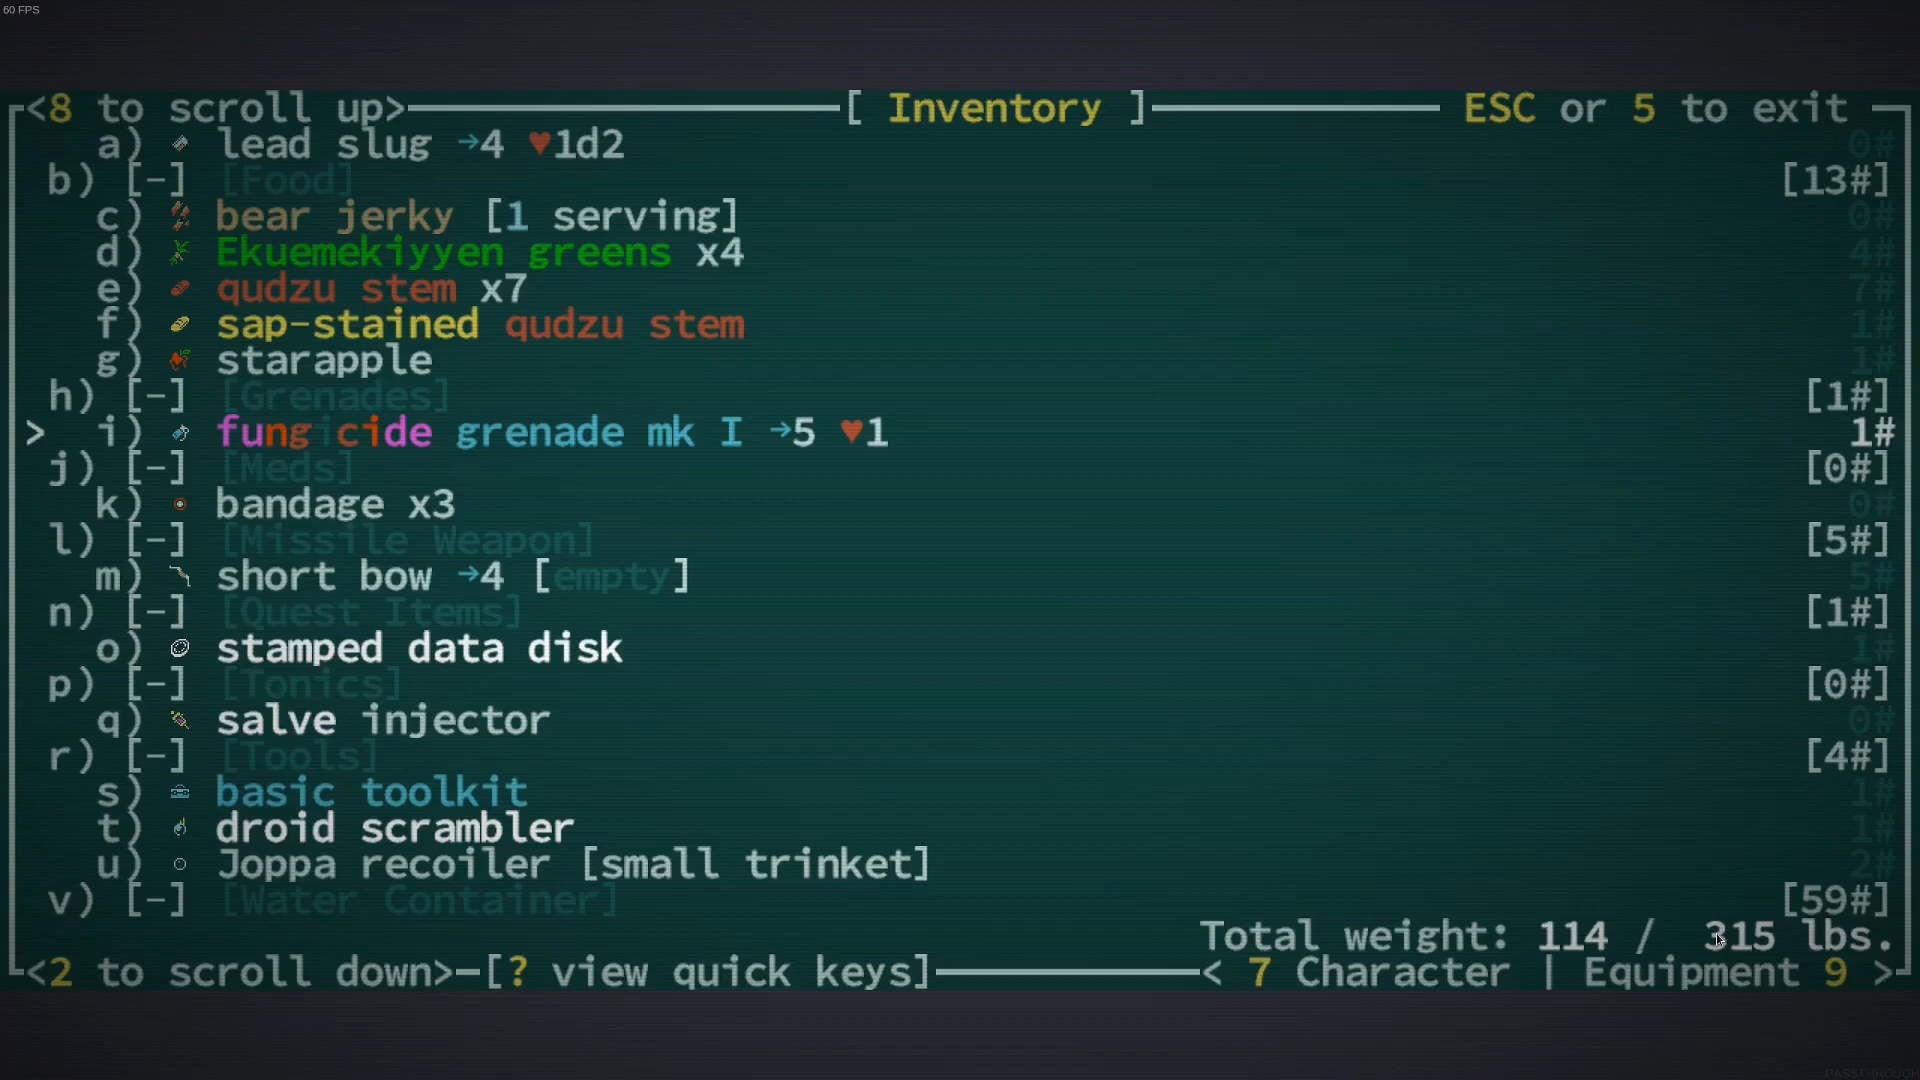 60 FPS
<8 to scroll up> [ Inventory ] ESC or 5 to exit
a) lead slug →4 ♥1d2 0#
b) [-] [Food] [13#]
c) bear jerky [1 serving] 0#
d) Ekuemekiyyen greens x4 4#
e) qudzu stem x7 7#
f) sap-stained qudzu stem 1#
g) starapple 1#
h) [-] [Grenades] [1#]
> i) fungicide grenade mk I →5 ♥1 1#
j) [-] [Meds] [0#]
k) bandage x3 0#
l) [-] [Missile Weapon] [5#]
m) short bow →4 [empty] 5#
n) [-] [Quest Items] [1#]
o) stamped data disk 1#
p) [-] [Tonics] [0#]
q) salve injector 0#
r) [-] [Tools] [4#]
s) basic toolkit 1#
t) droid scrambler 1#
u) Joppa recoiler [small trinket] 2#
v) [-] [Water Container] [59#]
Total weight: 114 / 315 lbs.
<2 to scroll down> [? view quick keys] < 7 Character | Equipment 9 >
PASSTHROUGH